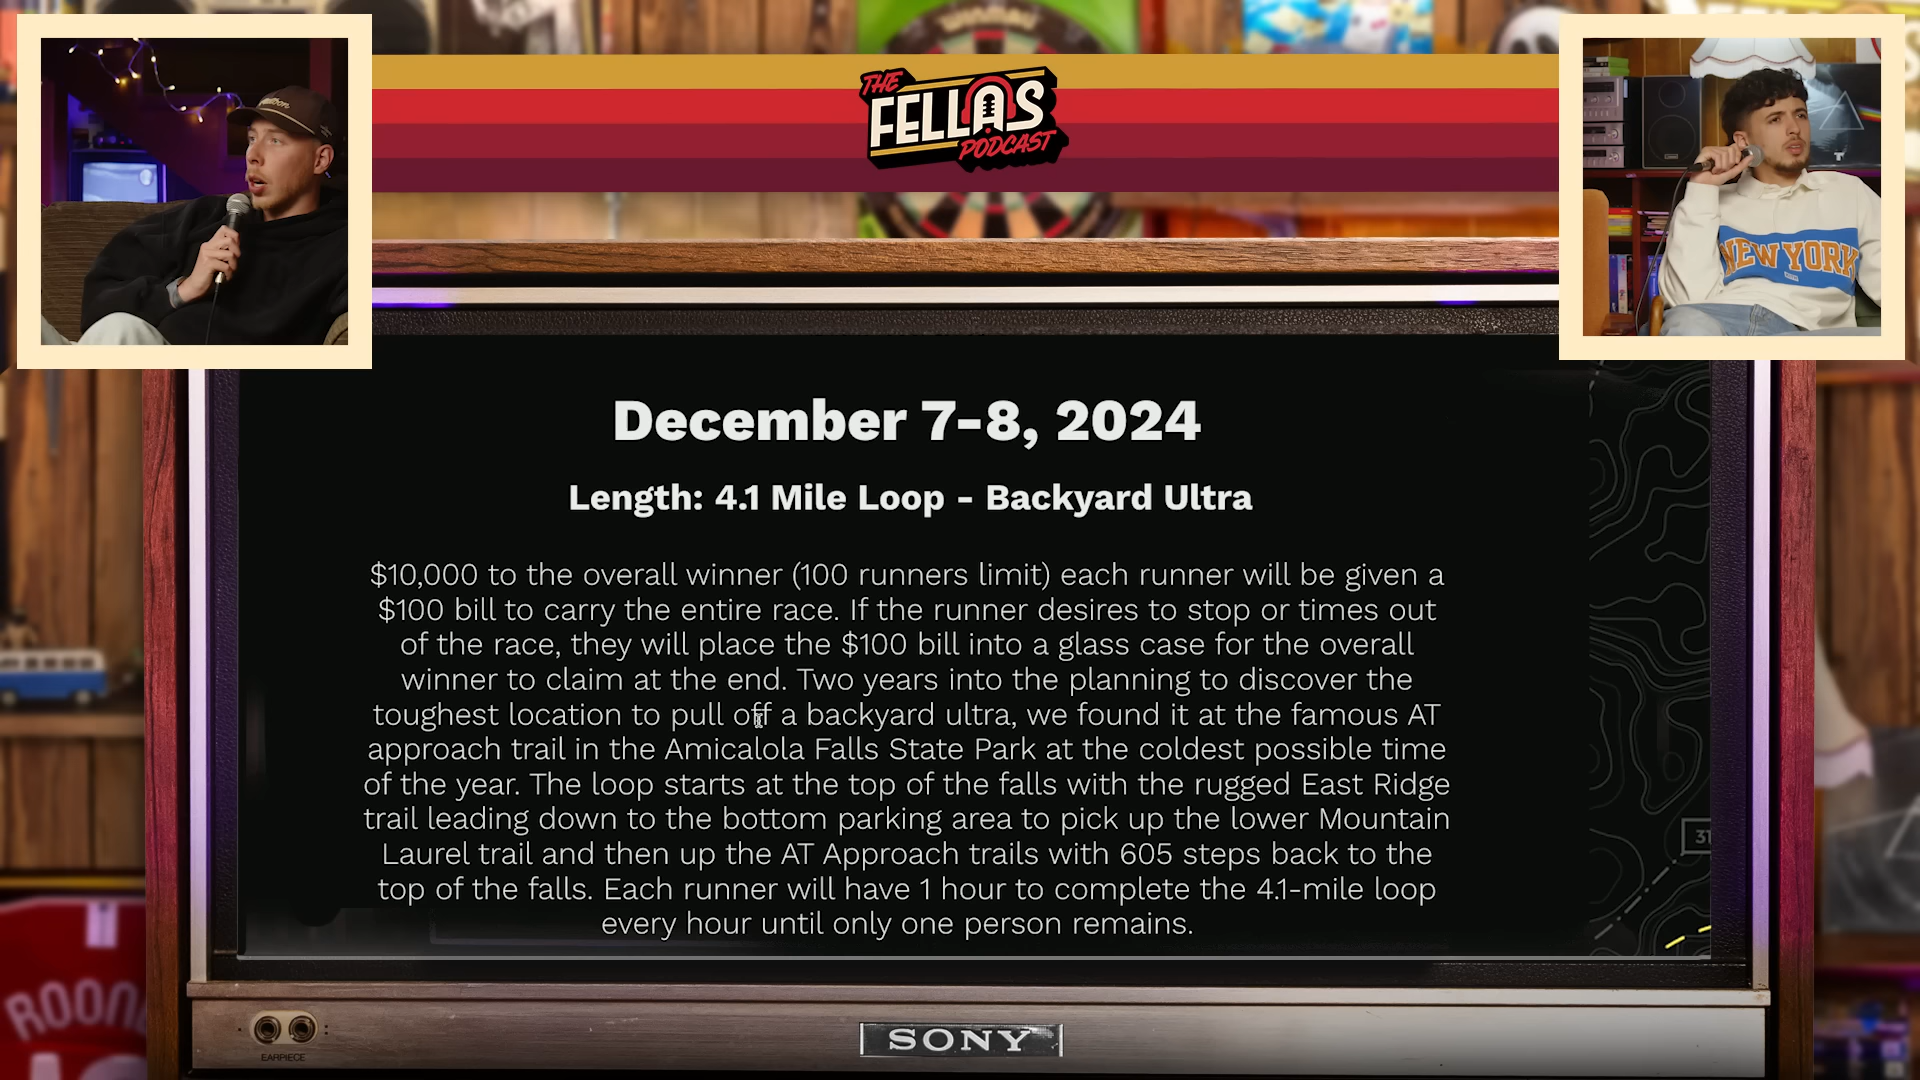 THE
FELLAS
PODCAST
NEW YORK
December 7-8, 2024
Length: 4.1 Mile Loop - Backyard Ultra
$10,000 to the overall winner (100 runners limit) each runner will be given a
$100 bill to carry the entire race. If the runner desires to stop or times out
of the race, they will place the $100 bill into a glass case for the overall
winner to claim at the end. Two years into the planning to discover the
toughest location to pull off a backyard ultra, we found it at the famous AT
approach trail in the Amicalola Falls State Park at the coldest possible time
of the year. The loop starts at the top of the falls with the rugged East Ridge
trail leading down to the bottom parking area to pick up the lower Mountain
Laurel trail and then up the AT Approach trails with 605 steps back to the
top of the falls. Each runner will have 1 hour to complete the 4.1-mile loop
every hour until only one person remains.
31
ROON
EARPIECE
SONY